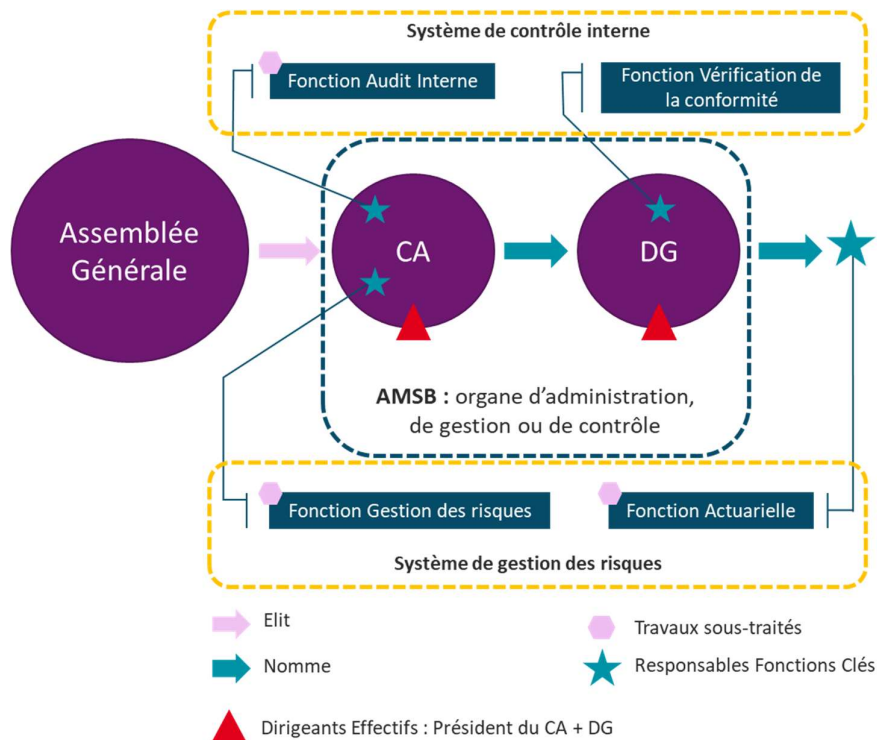 Système de contrôle interne
Fonction Audit Interne
Fonction Vérification de
la conformité
Assemblée
Générale
CA
DG
AMSB : organe d'administration,
de gestion ou de contrôle
Fonction Gestion des risques
Fonction Actuarielle
Système de gestion des risques
Elit
Travaux sous-traités
Nomme
Responsables Fonctions Clés
Dirigeants Effectifs : Président du CA + DG